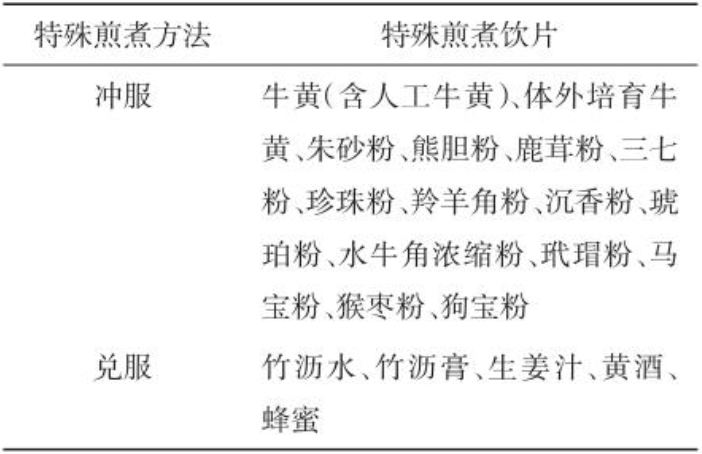 特殊煎煮方法 特殊煎煮饮片
冲服 牛黄(含人工牛黄)、体外培育牛
黄、朱砂粉、熊胆粉、鹿茸粉、三七
粉、珍珠粉、羚羊角粉、沉香粉、琥
珀粉、水牛角浓缩粉、玳瑁粉、马
宝粉、猴枣粉、狗宝粉
兑服 竹沥水、竹沥膏、生姜汁、黄酒、
蜂蜜